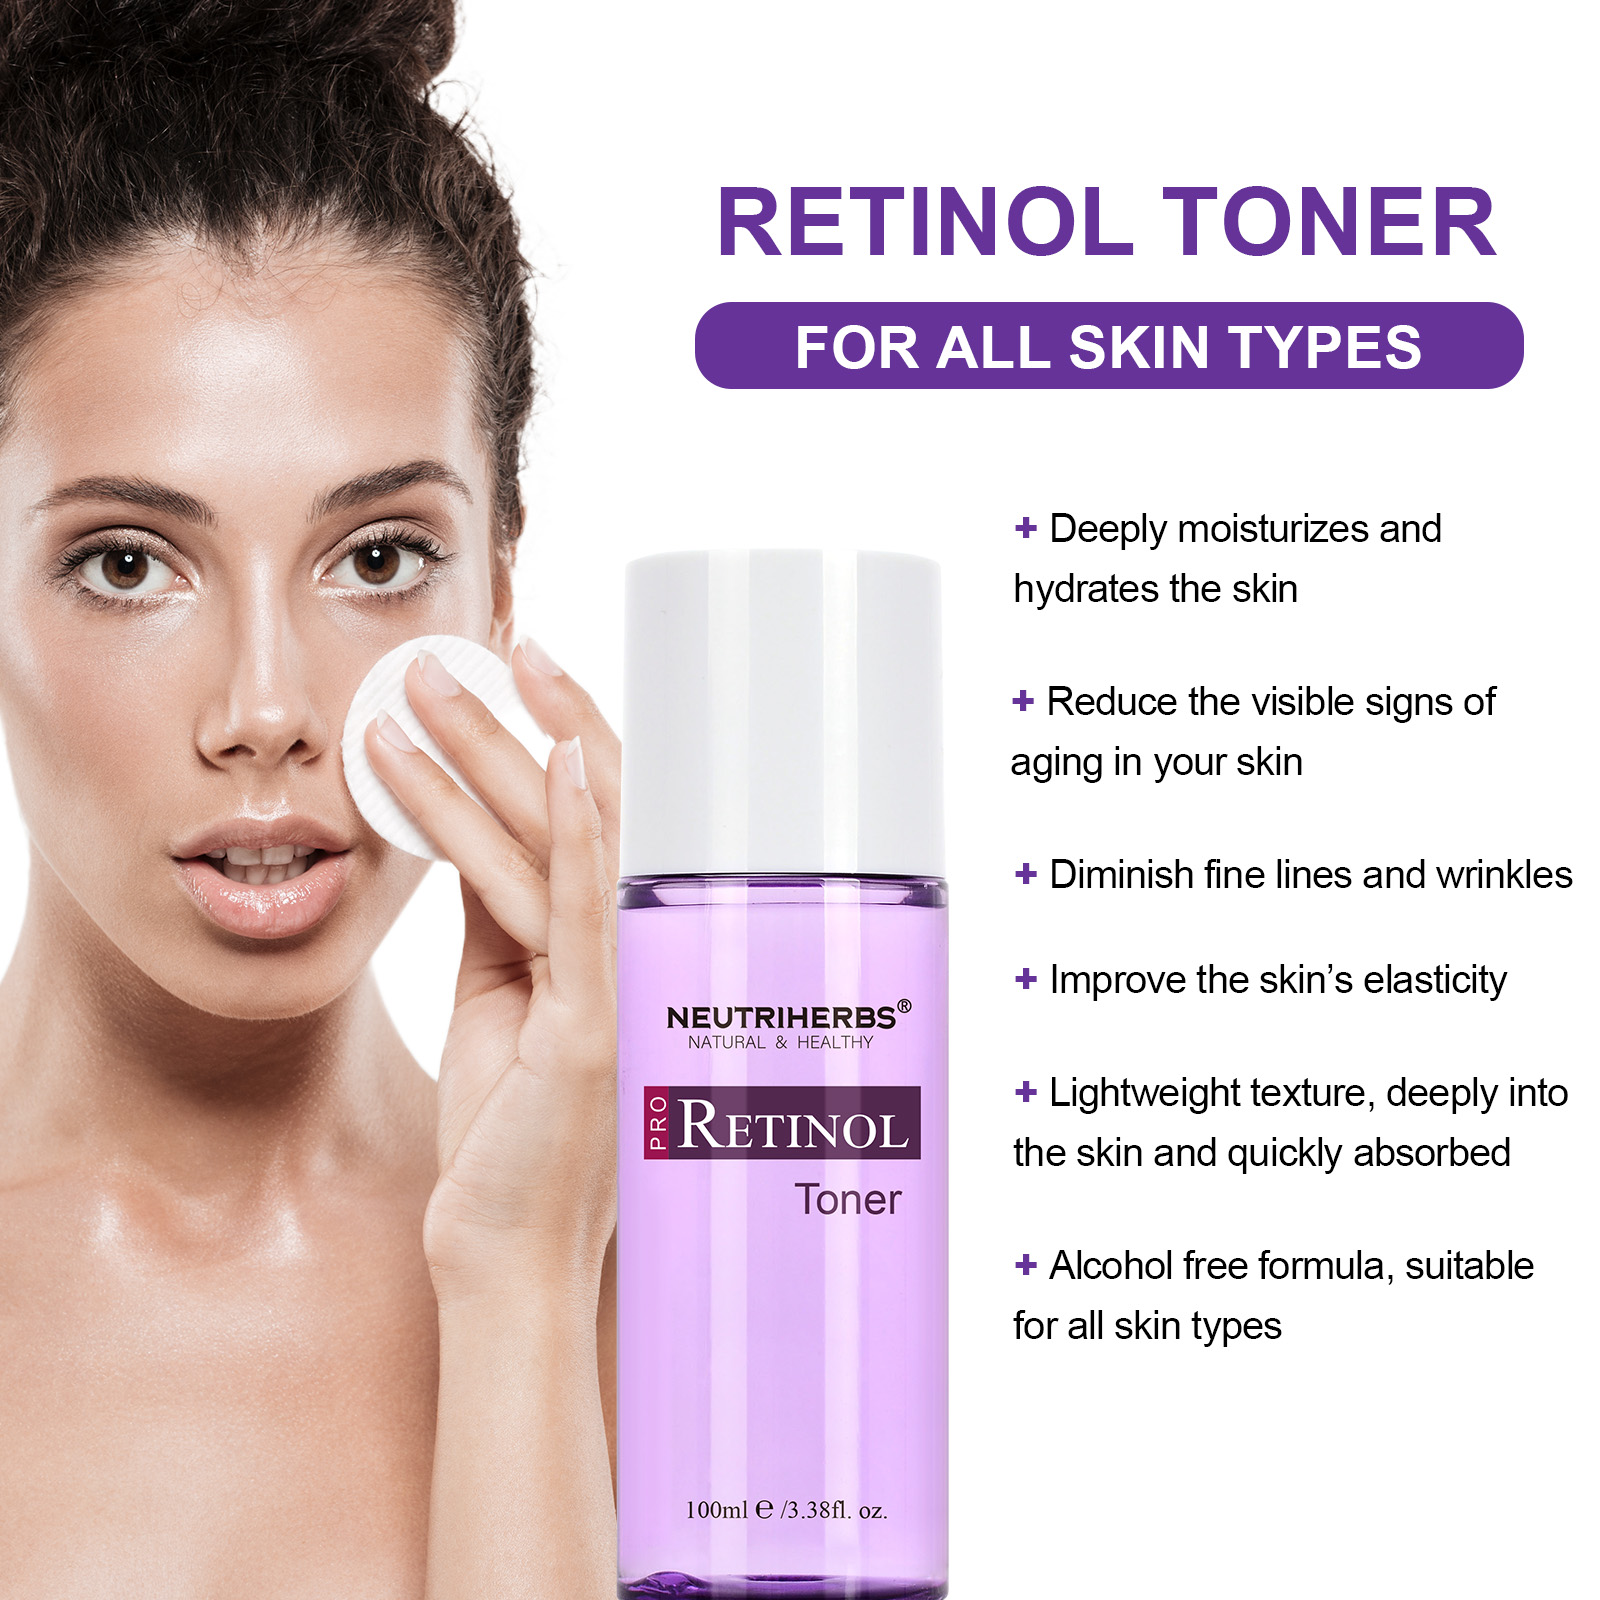 RETINOL TONER
FOR ALL SKIN TYPES
+ Deeply moisturizes and
hydrates the skin
+ Reduce the visible signs of
aging in your skin
+ Diminish fine lines and wrinkles
+ Improve the skin’s elasticity
+ Lightweight texture, deeply into
the skin and quickly absorbed
+ Alcohol free formula, suitable
for all skin types
NEUTRIHERBS®
NATURAL & HEALTHY
PRO RETINOL
Toner
100ml ℮ /3.38fl. oz.